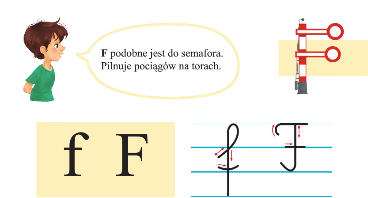 F podobne jest do semafora.
Pilnuje pociągów na torach.
f F
f F